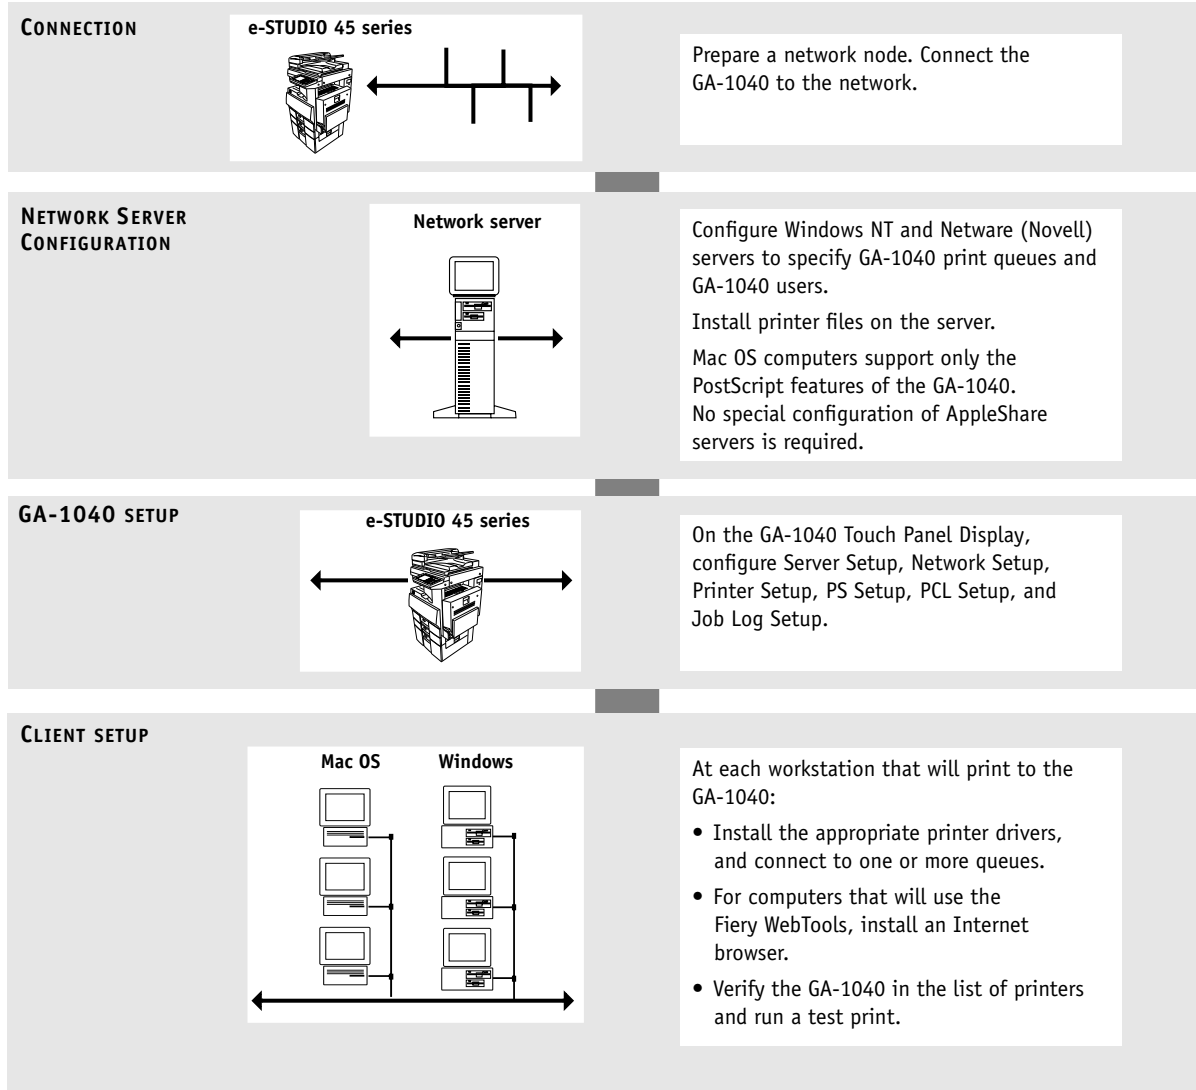 CONNECTION
e-STUDIO 45 series
Prepare a network node. Connect the
GA-1040 to the network.
NETWORK SERVER
CONFIGURATION
Network server
Configure Windows NT and Netware (Novell)
servers to specify GA-1040 print queues and
GA-1040 users.
Install printer files on the server.
Mac OS computers support only the
PostScript features of the GA-1040.
No special configuration of AppleShare
servers is required.
GA-1040 SETUP
e-STUDIO 45 series
On the GA-1040 Touch Panel Display,
configure Server Setup, Network Setup,
Printer Setup, PS Setup, PCL Setup, and
Job Log Setup.
CLIENT SETUP
Mac OS
Windows
At each workstation that will print to the
GA-1040:
• Install the appropriate printer drivers,
and connect to one or more queues.
• For computers that will use the
Fiery WebTools, install an Internet
browser.
• Verify the GA-1040 in the list of printers
and run a test print.